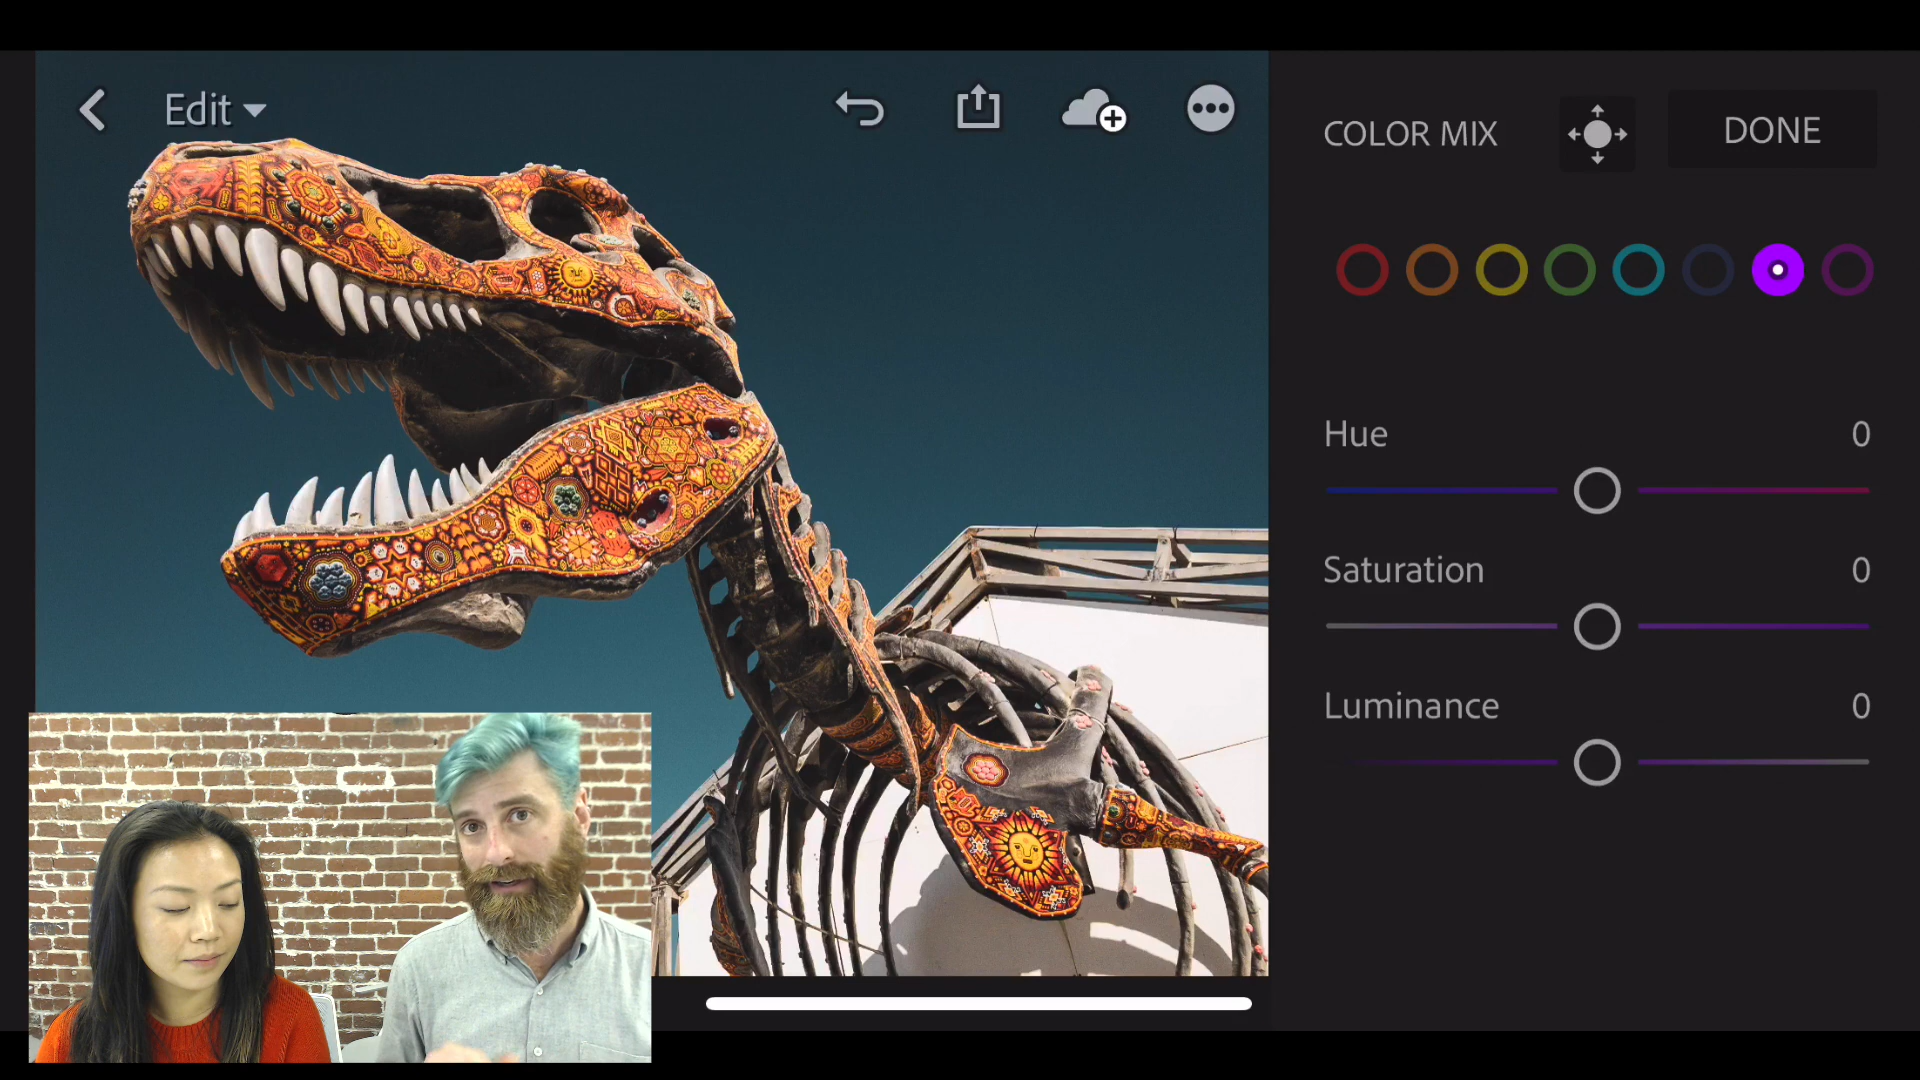 Edit
COLOR MIX
DONE
Hue 0
Saturation 0
Luminance 0